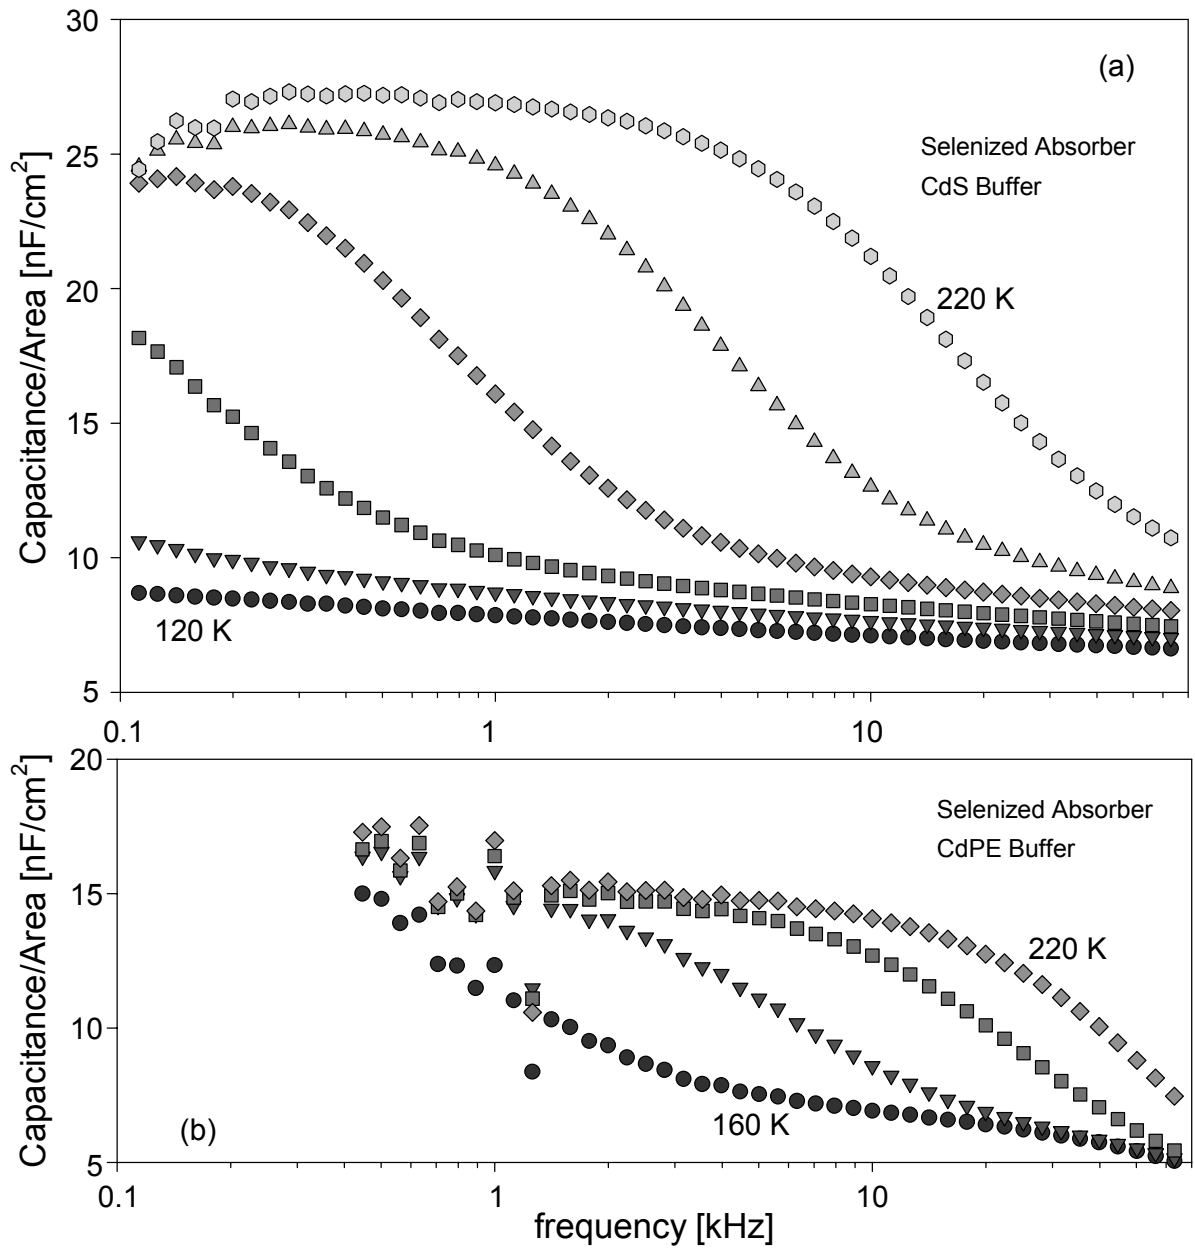 30
(a)
Selenized Absorber
25
CdS Buffer
Capacitance/Area [nF/cm²]
20
220 K
15
10
120 K
5
0.1 1 10
20
Selenized Absorber
CdPE Buffer
Capacitance/Area [nF/cm²]
15
220 K
10
160 K
(b)
5
0.1 1 10
frequency [kHz]